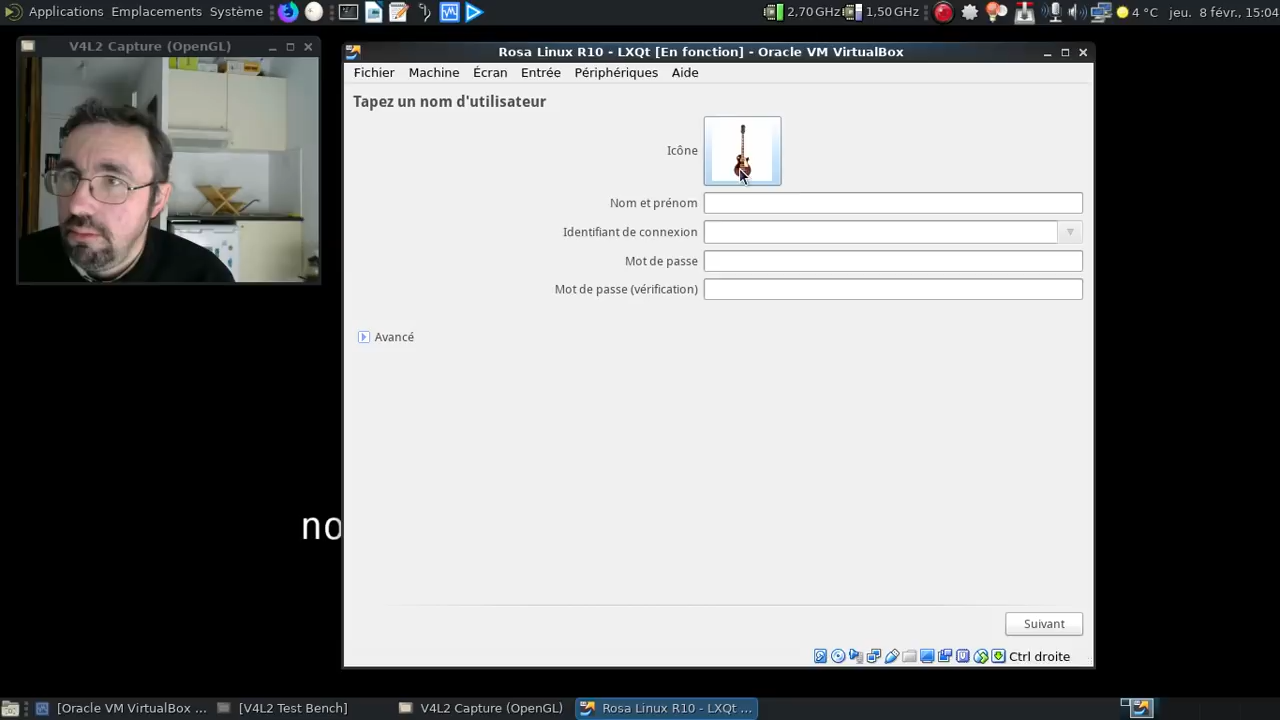 Applications Emplacements Système
2,70 GHz 1,50 GHz 4 °C jeu. 8 févr., 15:04
V4L2 Capture (OpenGL)
Rosa Linux R10 - LXQt [En fonction] - Oracle VM VirtualBox
Fichier Machine Écran Entrée Périphériques Aide
Tapez un nom d'utilisateur
Icône
Nom et prénom
Identifiant de connexion
Mot de passe
Mot de passe (vérification)
Avancé
no
Suivant
Ctrl droite
[Oracle VM VirtualBox ... [V4L2 Test Bench] V4L2 Capture (OpenGL) Rosa Linux R10 - LXQt ...